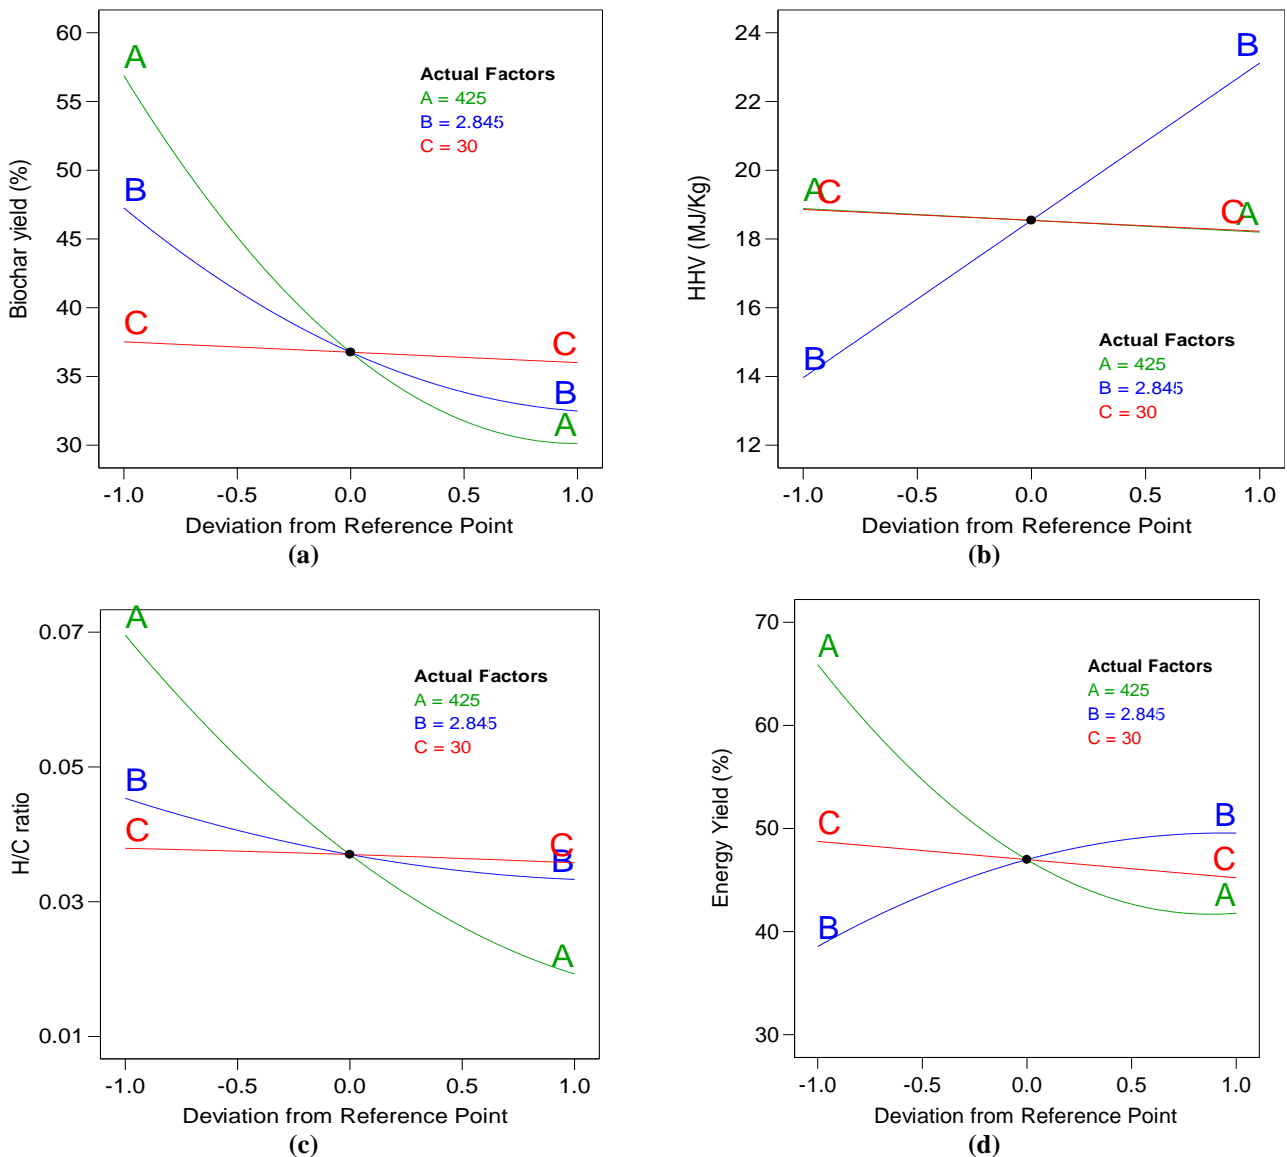 60
55
50
45
40
35
30
Biochar yield (%)
A
B
C
C
B
A
Actual Factors
A = 425
B = 2.845
C = 30
-1.0
-0.5
0.0
0.5
1.0
Deviation from Reference Point
(a)
24
22
20
18
16
14
12
HHV (MJ/Kg)
B
A
C
C
A
B
Actual Factors
A = 425
B = 2.845
C = 30
-1.0
-0.5
0.0
0.5
1.0
Deviation from Reference Point
(b)
0.07
0.05
0.03
0.01
H/C ratio
A
B
C
C
B
A
Actual Factors
A = 425
B = 2.845
C = 30
-1.0
-0.5
0.0
0.5
1.0
Deviation from Reference Point
(c)
70
60
50
40
30
Energy Yield (%)
A
C
B
B
C
A
Actual Factors
A = 425
B = 2.845
C = 30
-1.0
-0.5
0.0
0.5
1.0
Deviation from Reference Point
(d)